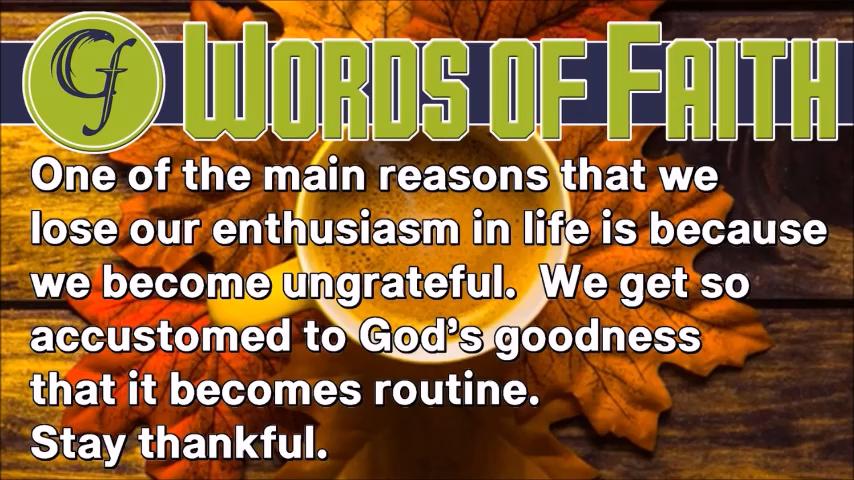 Gf WORDS OF FAITH
One of the main reasons that we
lose our enthusiasm in life is because
we become ungrateful.  We get so
accustomed to God’s goodness
that it becomes routine.
Stay thankful.